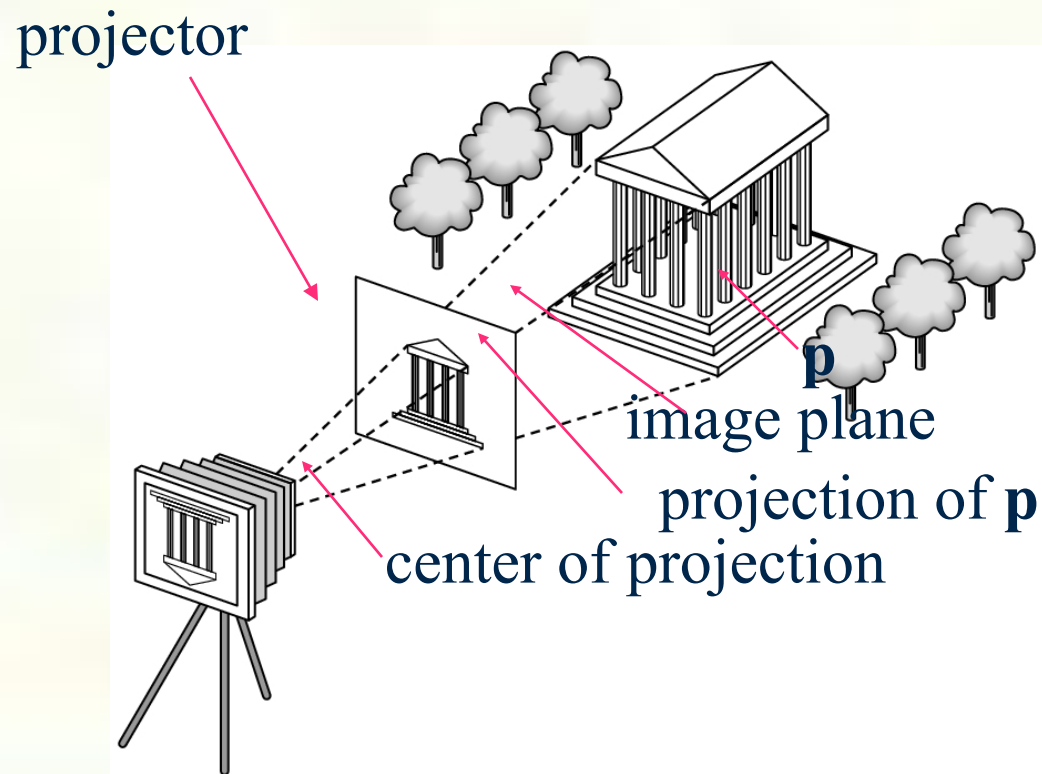 projector
p
image plane
projection of p
center of projection